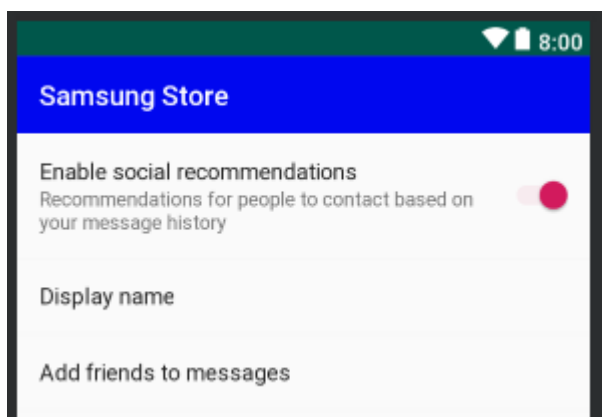 8:00
Samsung Store
Enable social recommendations
Recommendations for people to contact based on
your message history
Display name
Add friends to messages